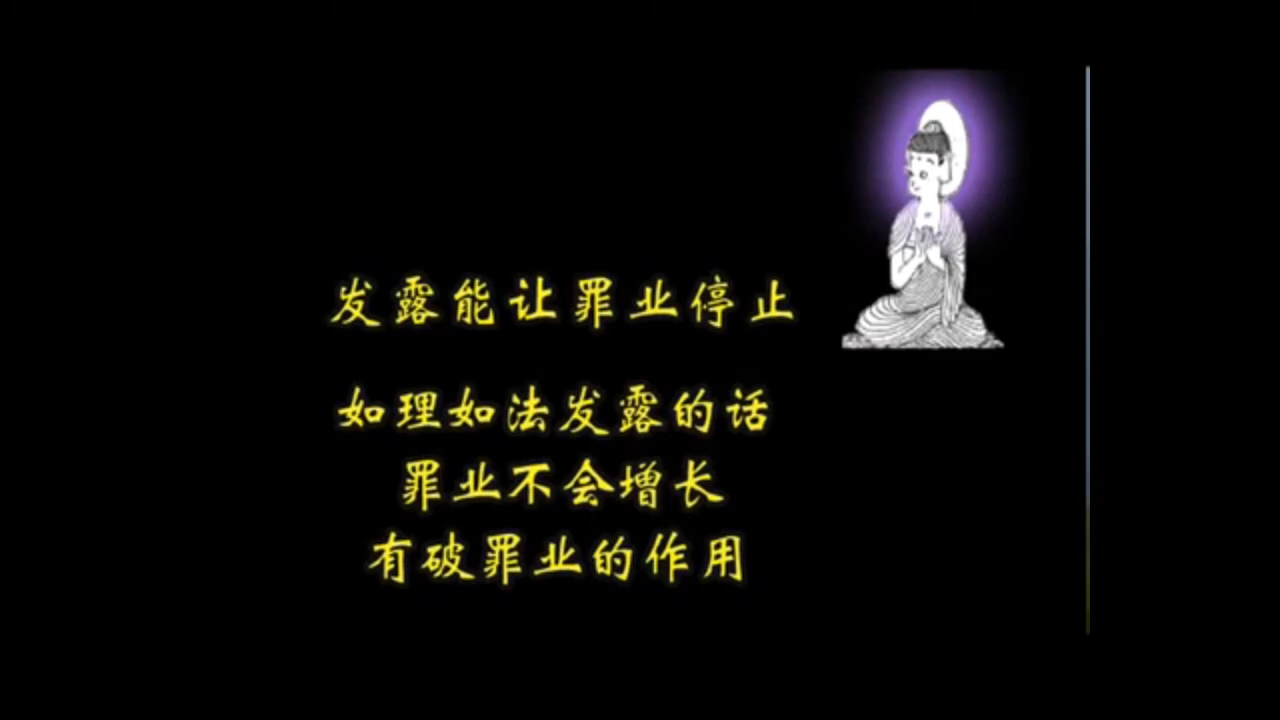 发露能让罪业停止
如理如法发露的话
罪业不会增长
有破罪业的作用